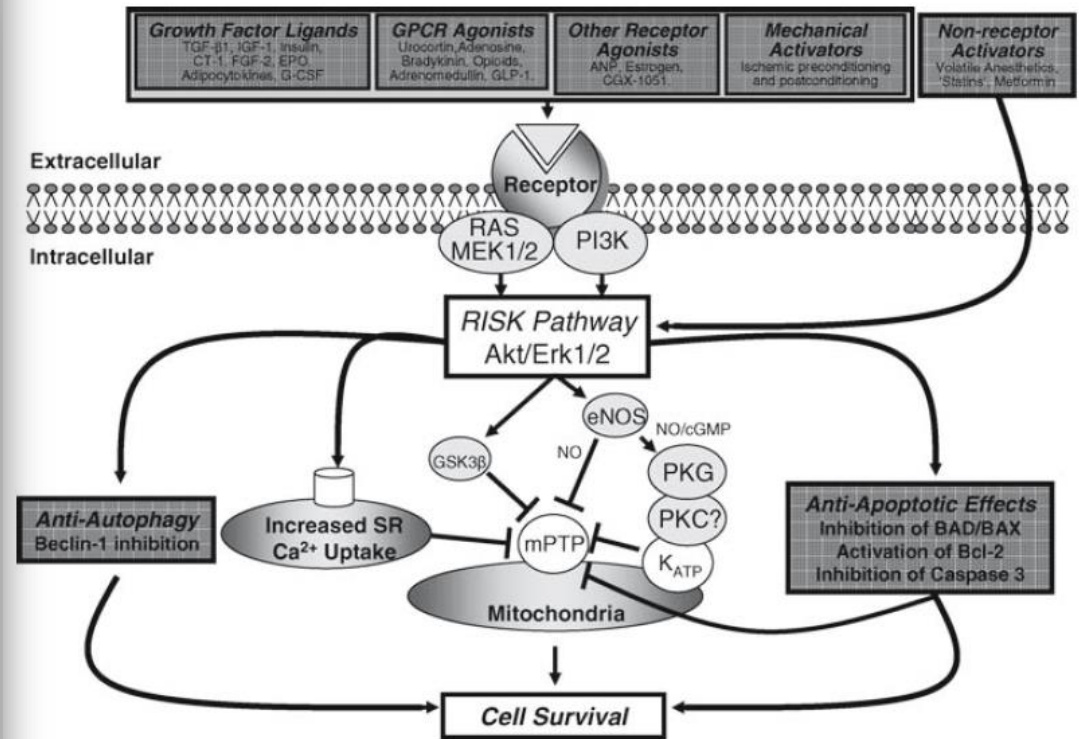 Growth Factor Ligands
TGF-β1, IGF-1, Insulin,
CT-1, FGF-2, EPO,
Adipocytokines, G-CSF
GPCR Agonists
Urocortin,Adenosine,
Bradykinin, Opioids,
Adrenomedullin, GLP-1.
Other Receptor
Agonists
ANP, Estrogen,
CGX-1051.
Mechanical
Activators
Ischemic preconditioning
and postconditioning
Non-receptor
Activators
Volatile Anesthetics,
'Statins', Metformin
Extracellular
Receptor
RAS
MEK1/2
PI3K
Intracellular
RISK Pathway
Akt/Erk1/2
eNOS
NO/cGMP
GSK3β
NO
PKG
PKC?
KATP
Anti-Autophagy
Beclin-1 inhibition
Increased SR
Ca²⁺ Uptake
mPTP
Mitochondria
Anti-Apoptotic Effects
Inhibition of BAD/BAX
Activation of Bcl-2
Inhibition of Caspase 3
Cell Survival